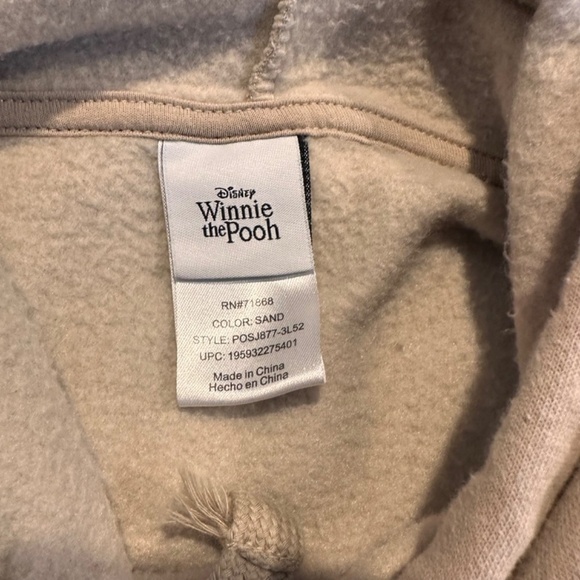 Disney
Winnie
the Pooh
RN#71868
COLOR: SAND
STYLE: POSJ877-3L52
UPC: 195932275401
Made in China
Hecho en China